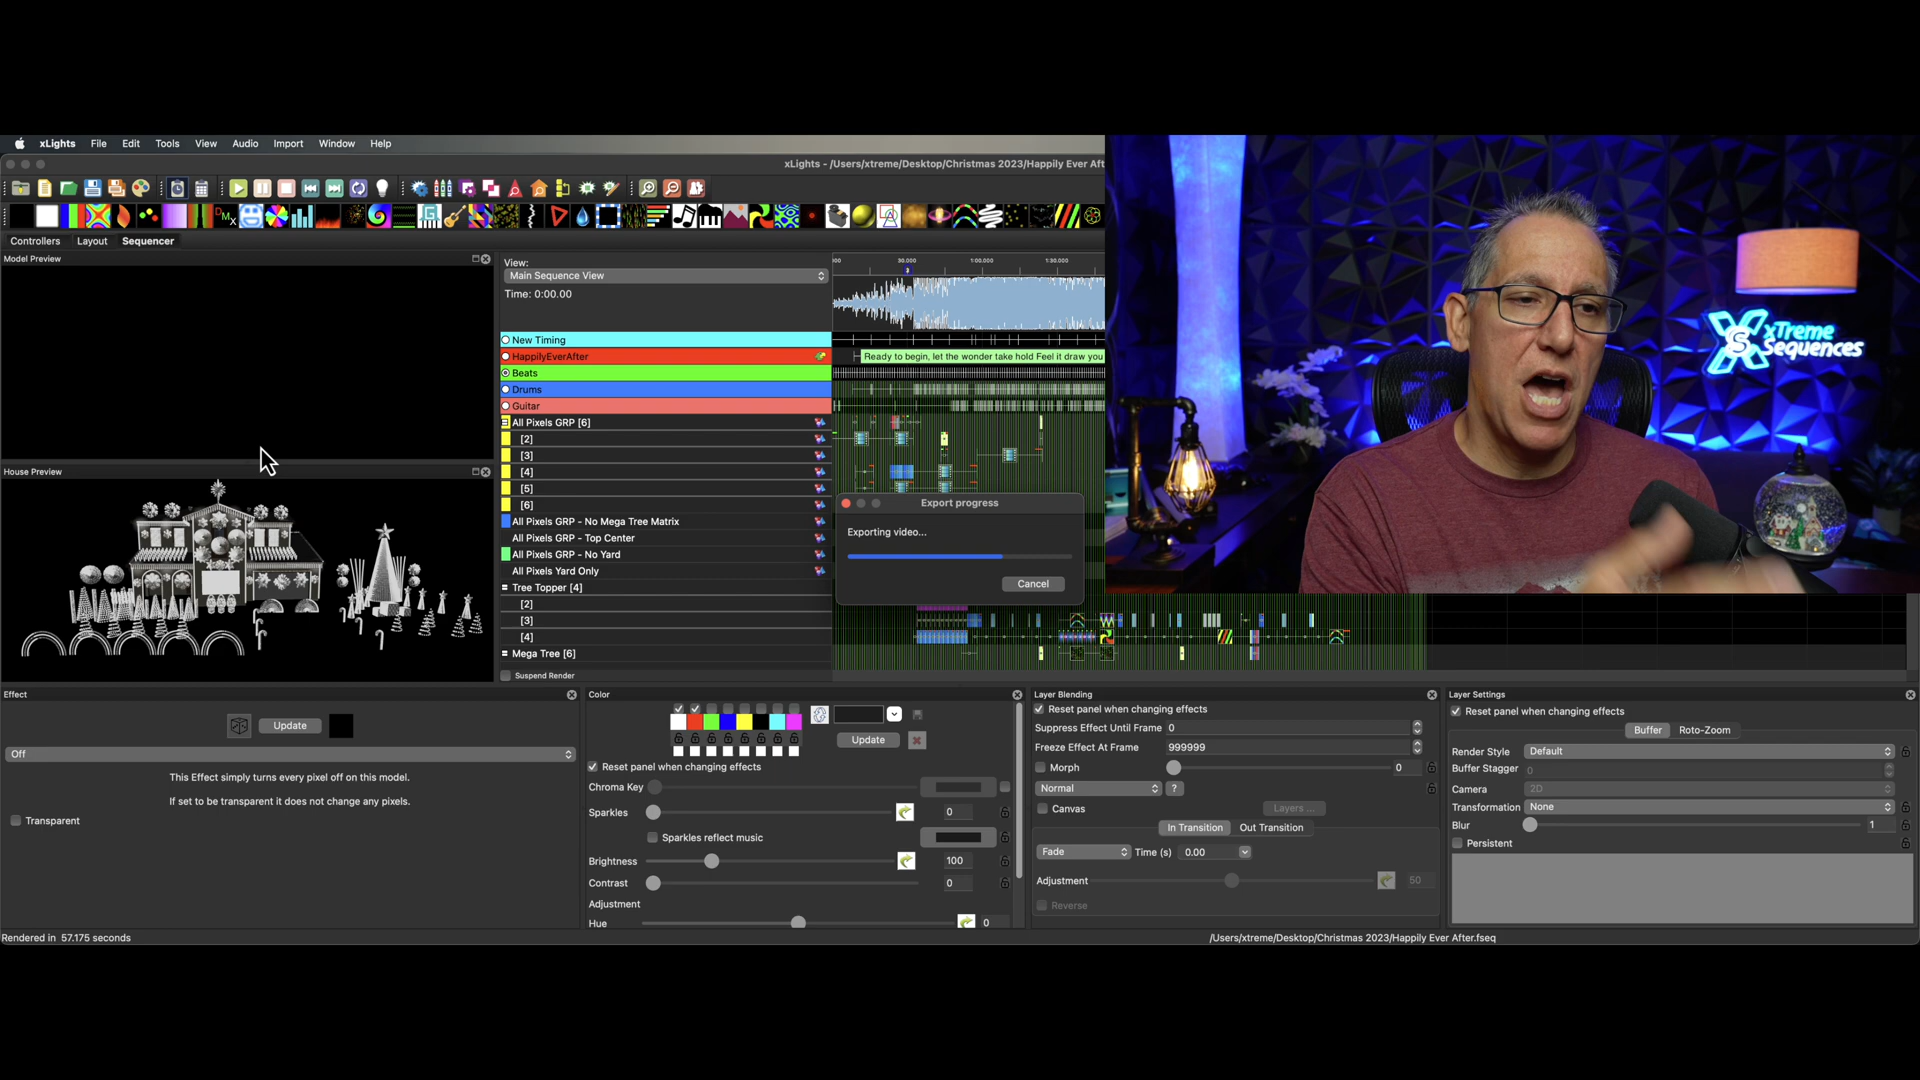 xLights File Edit Tools View Audio Import Window Help
xLights - /Users/xtreme/Desktop/Christmas 2023/Happily Ever Aft
Controllers Layout Sequencer
Model Preview
House Preview
View:
Main Sequence View
Time: 0:00.00
30.000 1:00.000 1:30.000
New Timing
HappilyEverAfter
Ready to begin, let the wonder take hold Feel it draw you
Beats
Drums
Guitar
All Pixels GRP [6]
[2]
[3]
[4]
[5]
[6]
All Pixels GRP - No Mega Tree Matrix
All Pixels GRP - Top Center
All Pixels GRP - No Yard
All Pixels Yard Only
Tree Topper [4]
[2]
[3]
[4]
Mega Tree [6]
Suspend Render
Export progress
Exporting video...
Cancel
xTreme
Sequences
Effect
Update
Off
This Effect simply turns every pixel off on this model.
If set to be transparent it does not change any pixels.
Transparent
Color
Update
Reset panel when changing effects
Chroma Key
Sparkles 0
Sparkles reflect music
Brightness 100
Contrast 0
Adjustment
Hue 0
Layer Blending
Reset panel when changing effects
Suppress Effect Until Frame 0
Freeze Effect At Frame 999999
Morph 0
Normal ?
Canvas Layers ...
In Transition Out Transition
Fade Time (s) 0.00
Adjustment 50
Reverse
Layer Settings
Reset panel when changing effects
Buffer Roto-Zoom
Render Style Default
Buffer Stagger 0
Camera 2D
Transformation None
Blur 1
Persistent
Rendered in 57.175 seconds
/Users/xtreme/Desktop/Christmas 2023/Happily Ever After.fseq